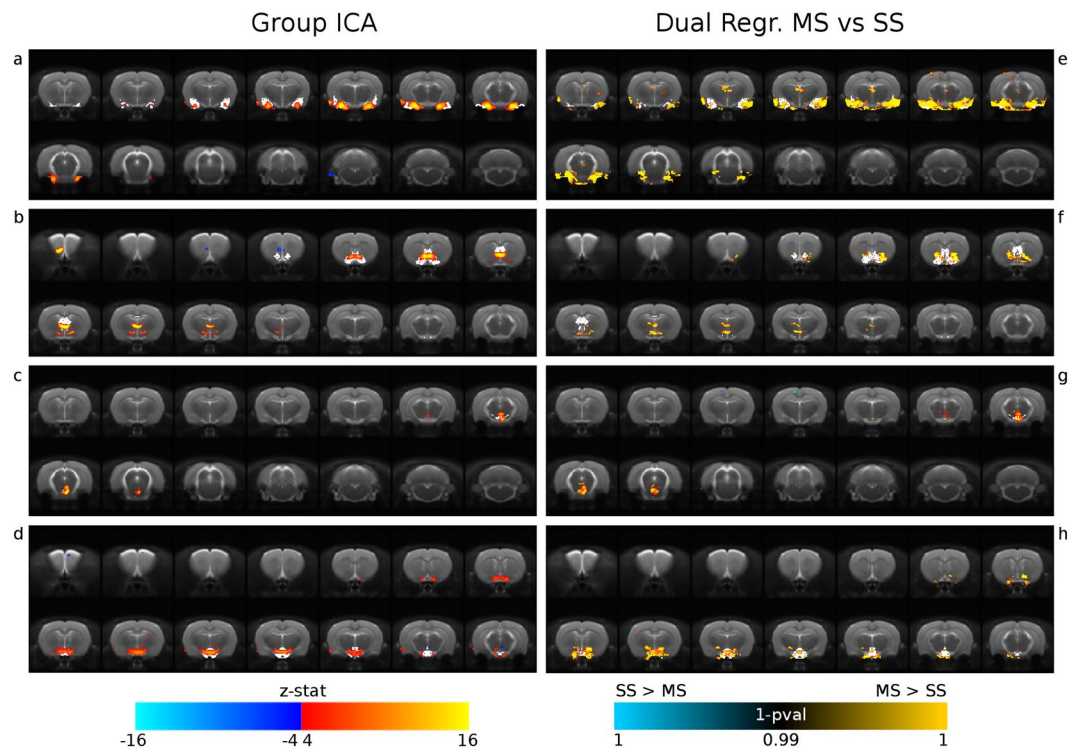 Group ICA
Dual Regr. MS vs SS
a
e
b
f
c
g
d
h
z-stat
-16
-4
4
16
SS > MS
MS > SS
1-pval
1
0.99
1